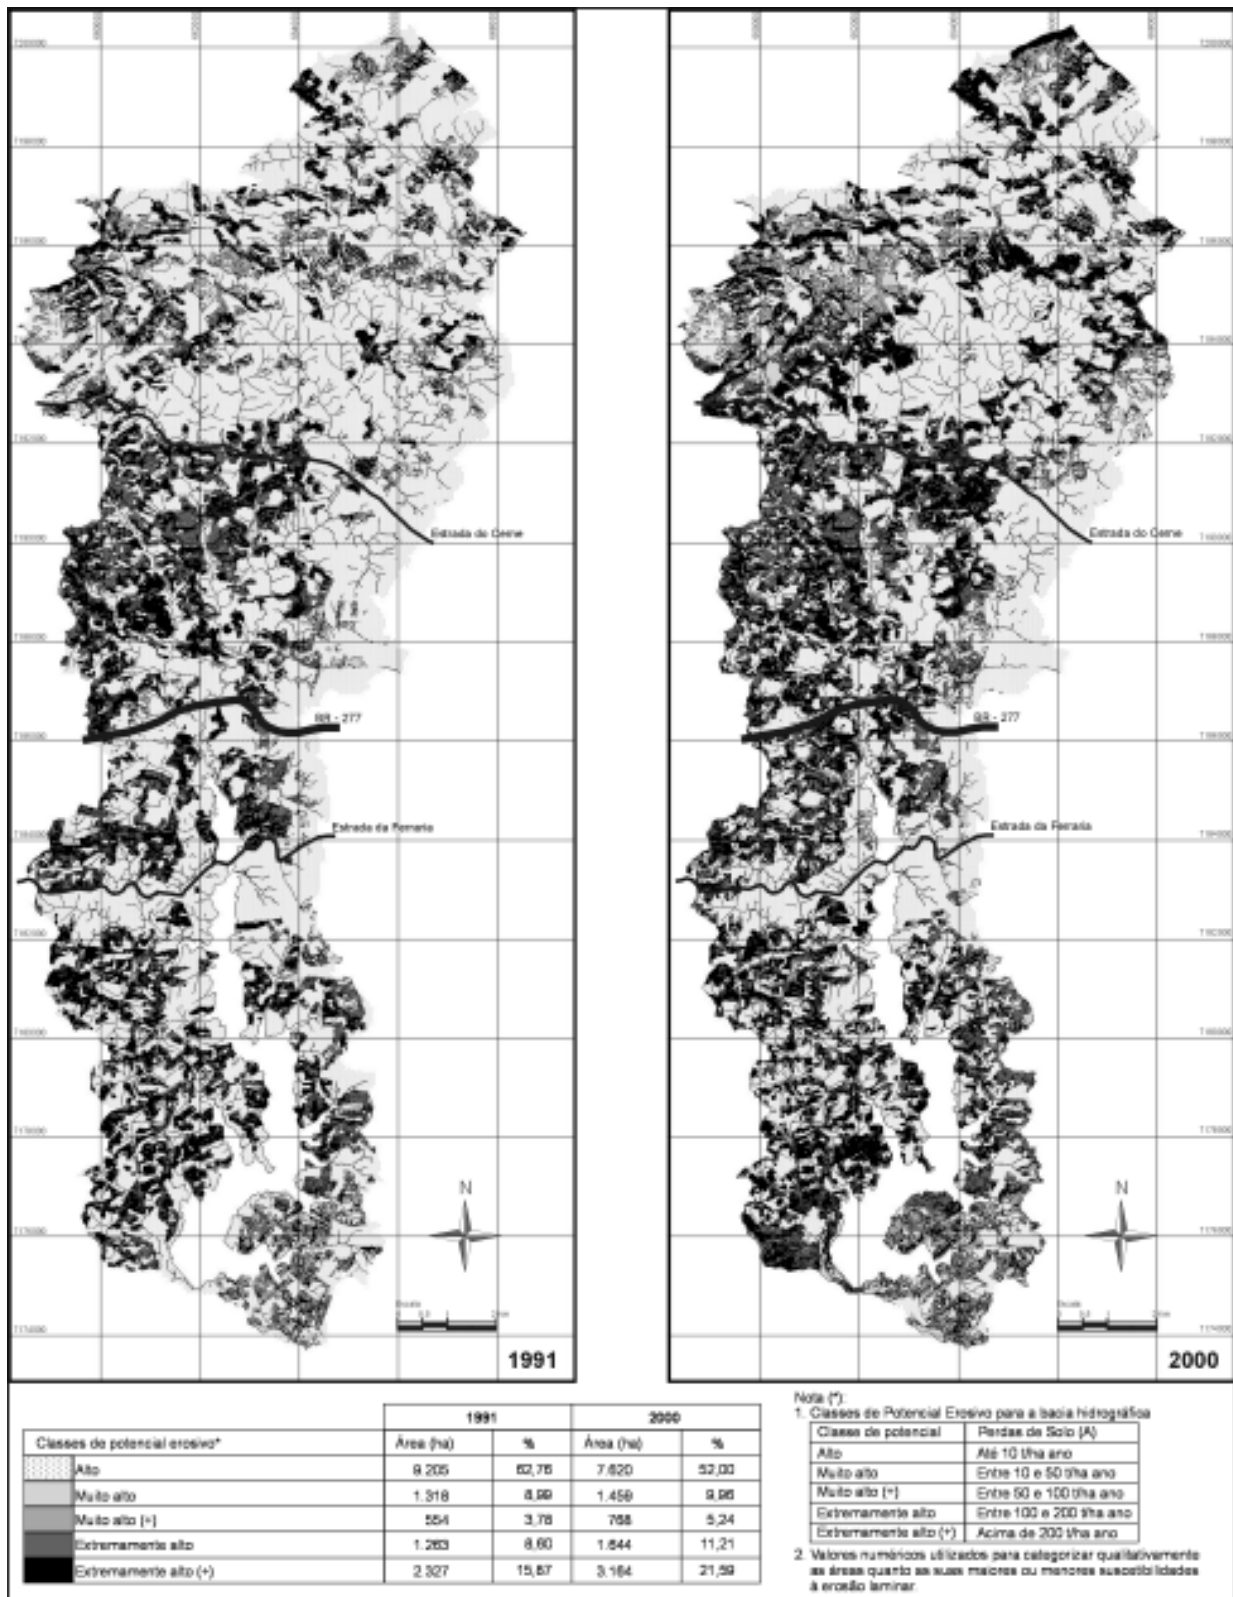 Estrada do Cerne
BR - 277
Estrada da Ferraria
N
Escala
1991
Estrada do Cerne
BR - 277
Estrada da Ferraria
N
Escala
2000
1991 2000
Classes de potencial erosivo* Área (ha) % Área (ha) %
Alto 9.205 62,76 7.620 52,00
Muito alto 1.318 8,99 1.459 9,96
Muito alto (+) 554 3,78 768 5,24
Extremamente alto 1.263 8,60 1.644 11,21
Extremamente alto (+) 2.327 15,87 3.164 21,59
Nota (*):
1. Classes de Potencial Erosivo para a bacia hidrográfica
Classe de potencial Perdas de Solo (A)
Alto Até 10 t/ha ano
Muito alto Entre 10 e 50 t/ha ano
Muito alto (+) Entre 50 e 100 t/ha ano
Extremamente alto Entre 100 e 200 t/ha ano
Extremamente alto (+) Acima de 200 t/ha ano
2. Valores numéricos utilizados para categorizar qualitativamente
as áreas quanto as suas maiores ou menores suscetibilidades
à erosão laminar.